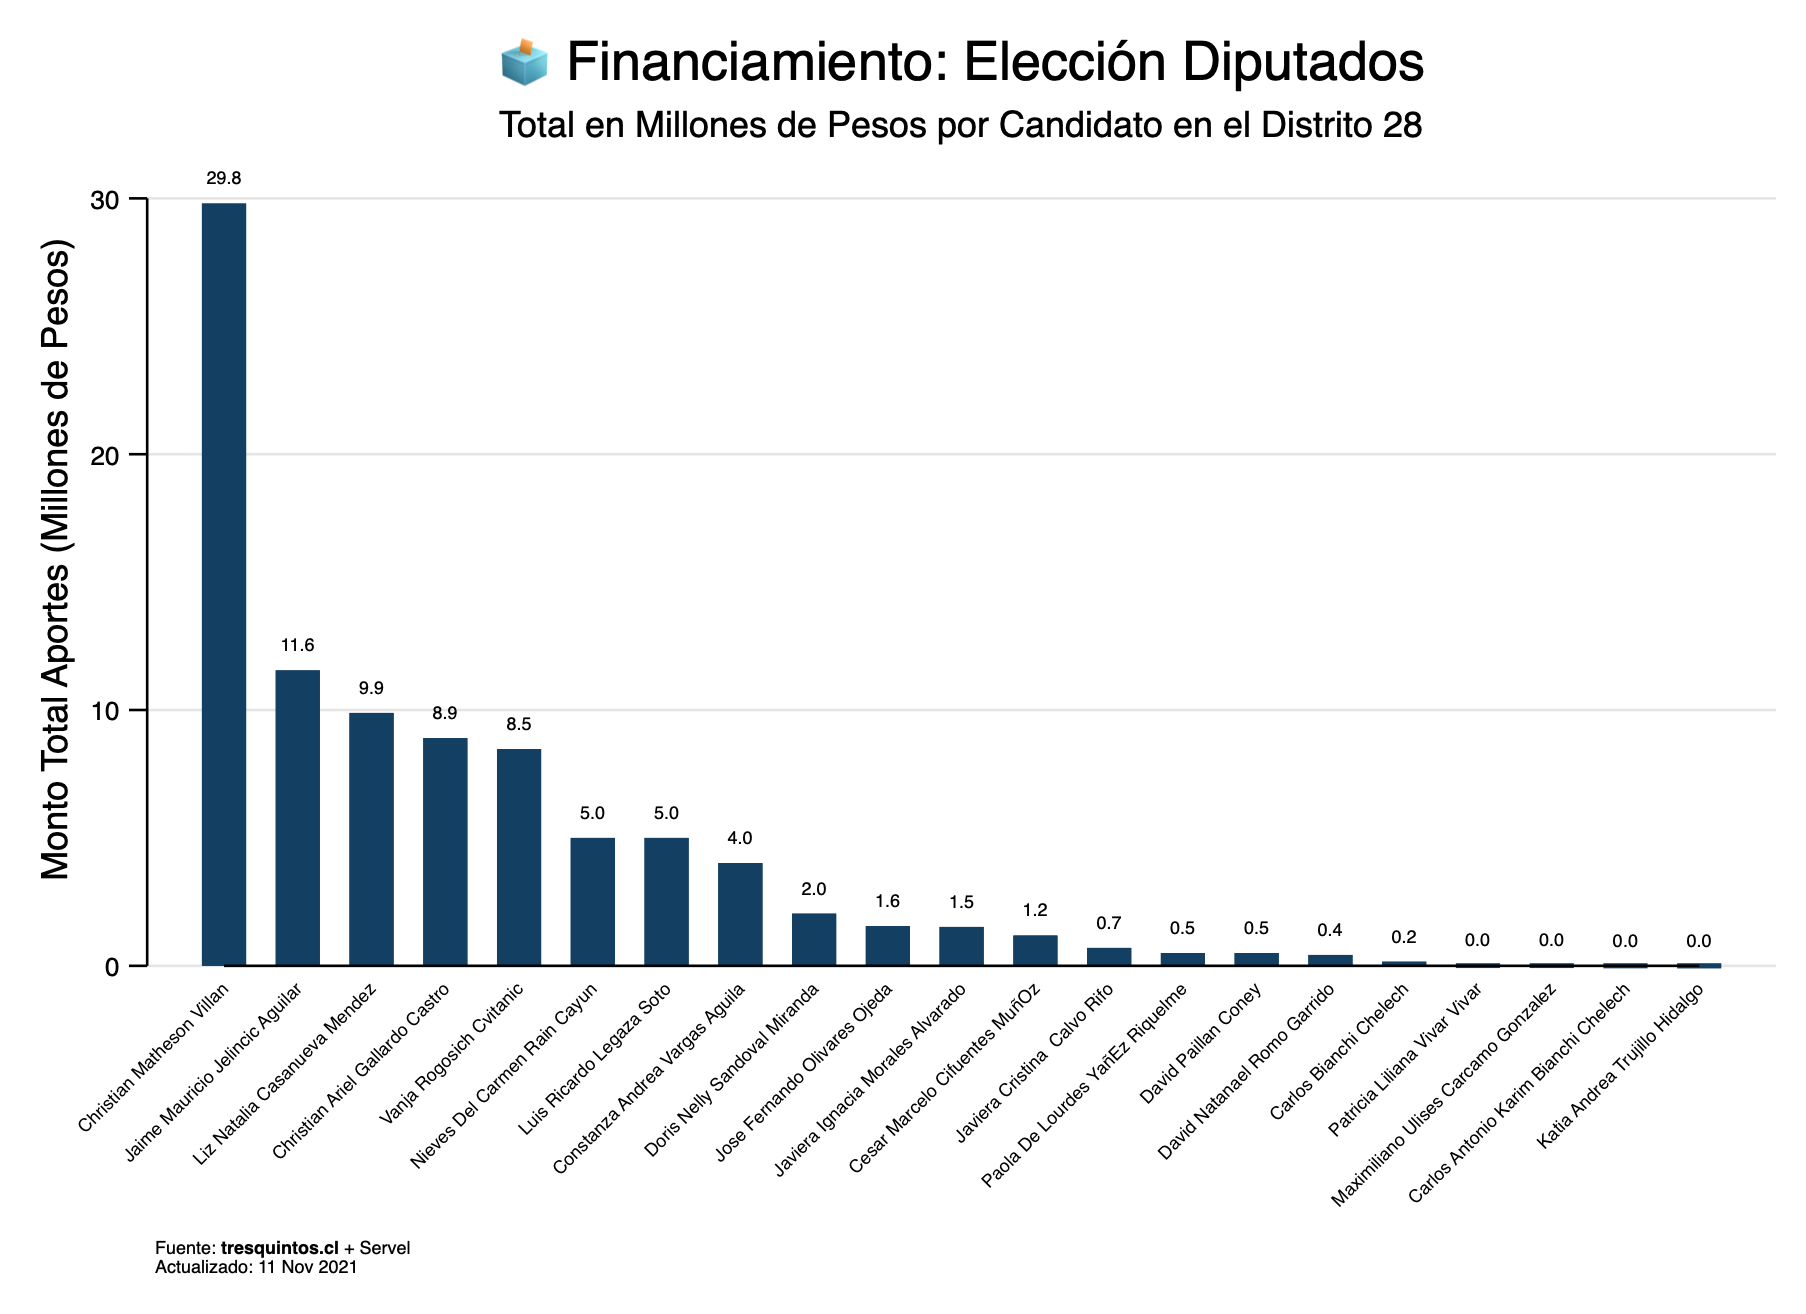 Financiamiento: Elección Diputados
Total en Millones de Pesos por Candidato en el Distrito 28
Monto Total Aportes (Millones de Pesos)
30
20
10
0
29.8
11.6
9.9
8.9
8.5
5.0
5.0
4.0
2.0
1.6
1.5
1.2
0.7
0.5
0.5
0.4
0.2
0.0
0.0
0.0
0.0
Christian Matheson Villan
Jaime Mauricio Jelincic Aguilar
Liz Natalia Casanueva Mendez
Christian Ariel Gallardo Castro
Vanja Rogosich Cvitanic
Nieves Del Carmen Rain Cayun
Luis Ricardo Legaza Soto
Constanza Andrea Vargas Aguila
Doris Nelly Sandoval Miranda
Jose Fernando Olivares Ojeda
Javiera Ignacia Morales Alvarado
Cesar Marcelo Cifuentes MuñOz
Javiera Cristina  Calvo Rifo
Paola De Lourdes YañEz Riquelme
David Paillan Coney
David Natanael Romo Garrido
Carlos Bianchi Chelech
Patricia Liliana Vivar Vivar
Maximiliano Ulises Carcamo Gonzalez
Carlos Antonio Karim Bianchi Chelech
Katia Andrea Trujillo Hidalgo
Fuente: tresquintos.cl + Servel
Actualizado: 11 Nov 2021